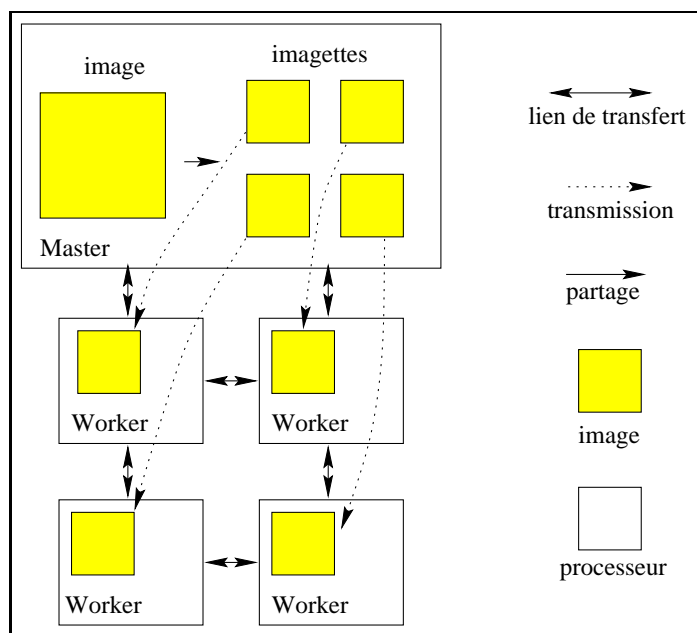 image
imagettes
Master
Worker
Worker
Worker
Worker
lien de transfert
transmission
partage
image
processeur